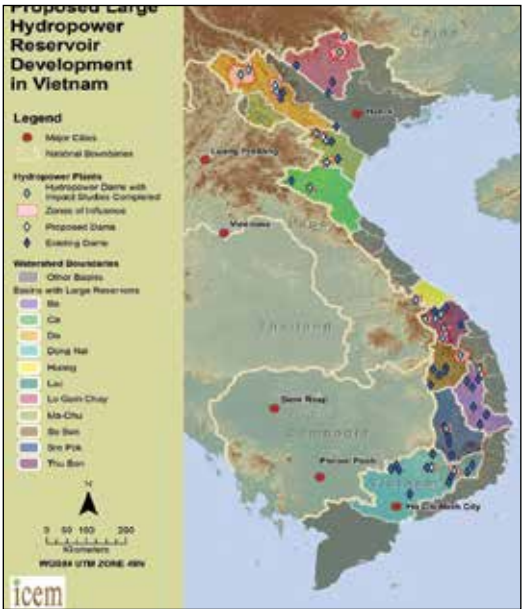 Proposed Large
Hydropower
Reservoir
Development
in Vietnam
Legend
Major Cities
National Boundaries
Hydropower Plants
Hydropower Dams with
Impact Studies Completed
Zones of Influence
Proposed Dams
Existing Dams
Watershed Boundaries
Other Basins
Basins with Large Reservoirs
Ba
Ca
Da
Dong Nai
Huong
Lo Gam Chay
Ma-Chu
Se San
Sre Pok
Thu Bon
N
0 50 100 200
Kilometers
WGS84 UTM ZONE 48N
icem
China
Hanoi
Luang Prabang
Vientiane
Laos
Thailand
Siem Reap
Cambodia
Phnom Penh
Vietnam
Ho Chi Minh City